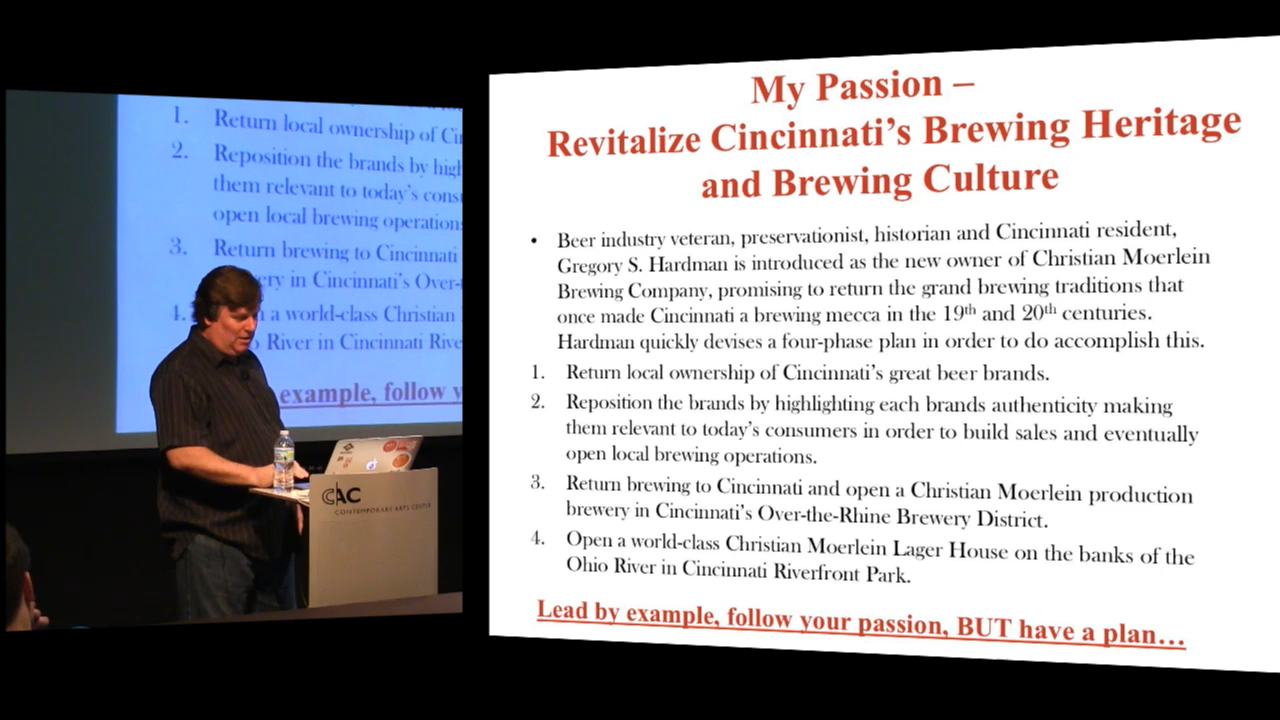 1. Return local ownership of
2. Reposition the brands by
them relevant to today's
open local brewing
3. Return brewing to Cincinnati
in Cincinnati's
4. a world-class Christian
River in Cincinnati
example, follow
CAC
CONTEMPORARY ARTS CENTER
My Passion –
Revitalize Cincinnati's Brewing Heritage
and Brewing Culture
• Beer industry veteran, preservationist, historian and Cincinnati resident,
Gregory S. Hardman is introduced as the new owner of Christian Moerlein
Brewing Company, promising to return the grand brewing traditions that
once made Cincinnati a brewing mecca in the 19th and 20th centuries.
Hardman quickly devises a four-phase plan in order to do accomplish this.
1. Return local ownership of Cincinnati's great beer brands.
2. Reposition the brands by highlighting each brands authenticity making
them relevant to today's consumers in order to build sales and eventually
open local brewing operations.
3. Return brewing to Cincinnati and open a Christian Moerlein production
brewery in Cincinnati's Over-the-Rhine Brewery District.
4. Open a world-class Christian Moerlein Lager House on the banks of the
Ohio River in Cincinnati Riverfront Park.
Lead by example, follow your passion, BUT have a plan…